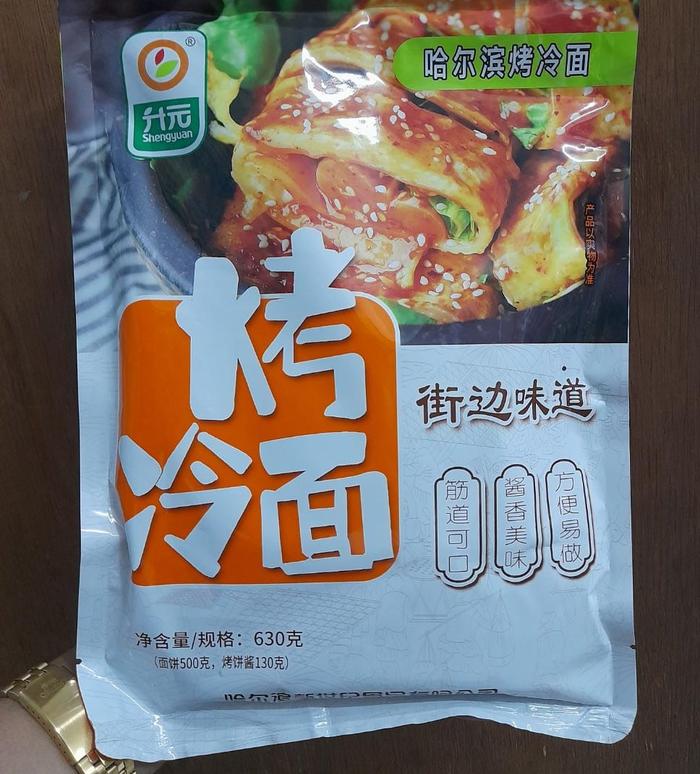 哈尔滨烤冷面
®
升元
Shengyuan
产品以实物为准
烤
冷面
街边味道
筋道可口
酱香美味
方便易做
净含量/规格：630克
（面饼500克，烤饼酱130克）